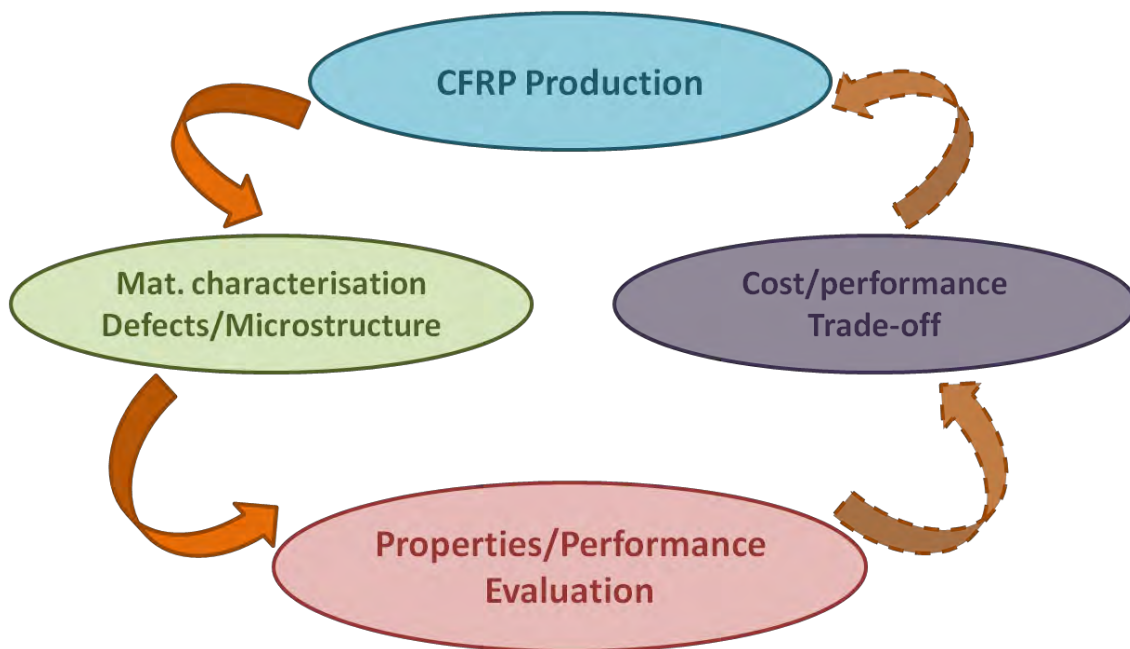 CFRP Production
Mat. characterisation
Defects/Microstructure
Cost/performance
Trade-off
Properties/Performance
Evaluation